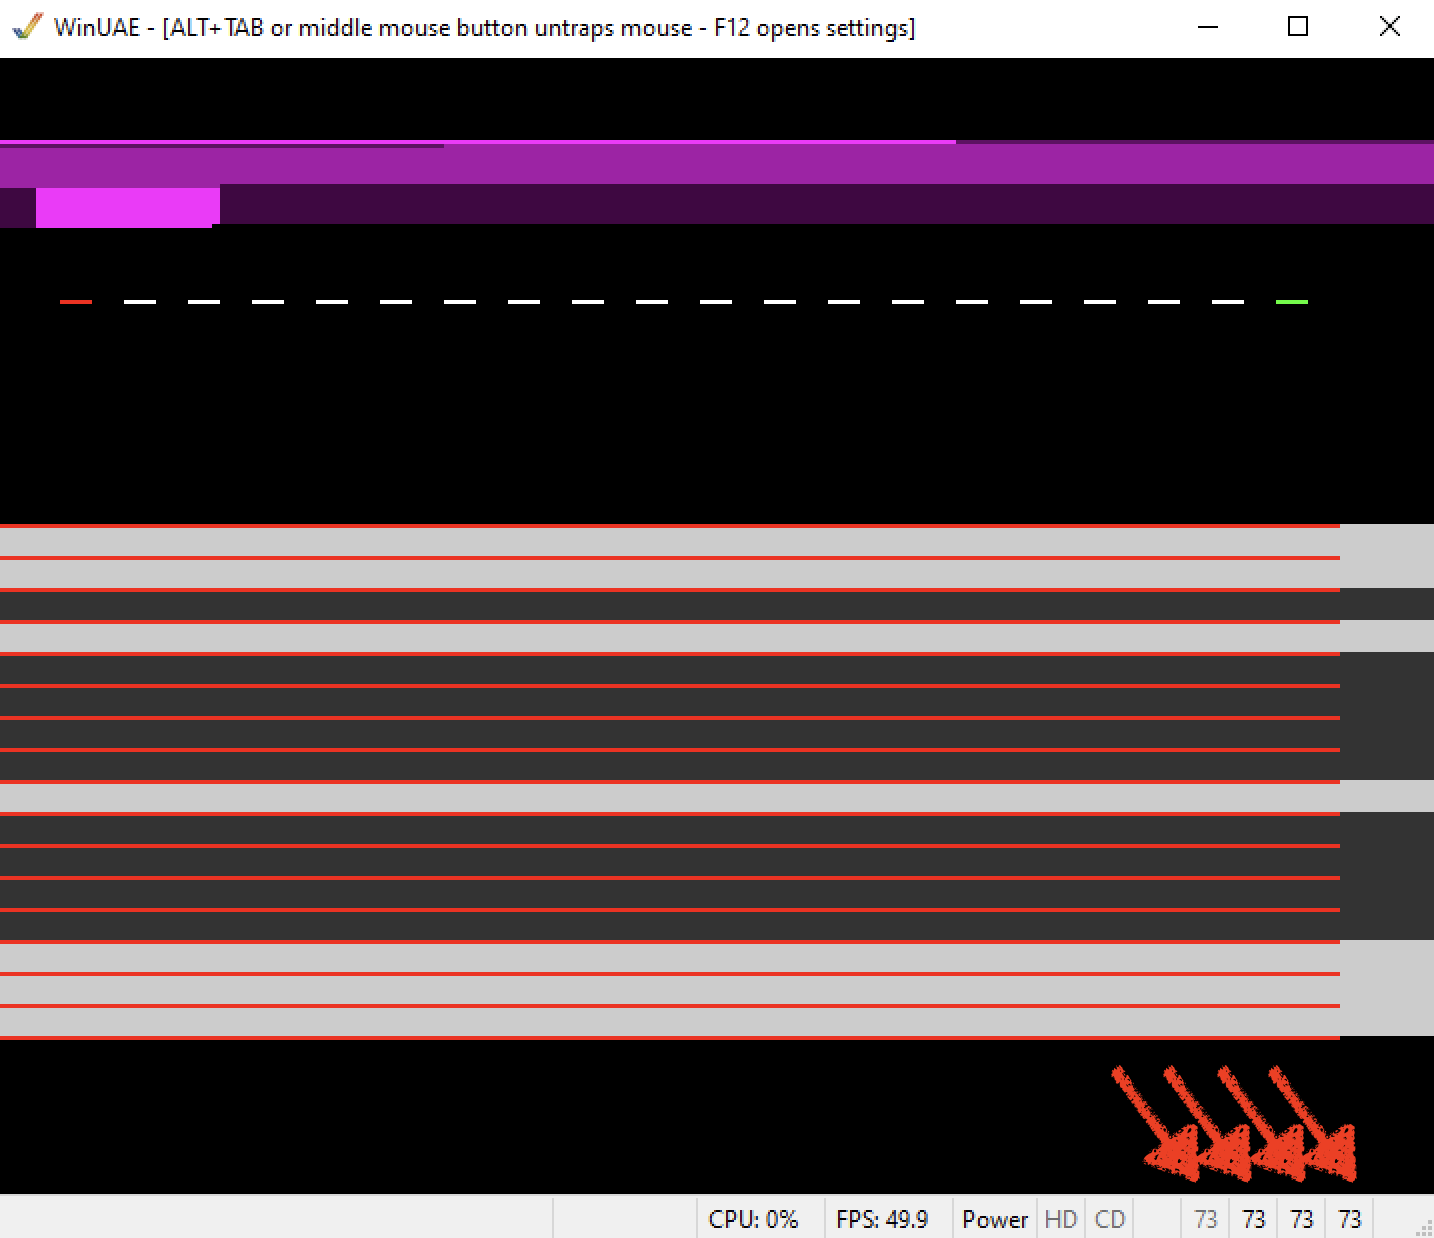 WinUAE - [ALT+TAB or middle mouse button untraps mouse - F12 opens settings]
CPU: 0% FPS: 49.9 Power HD CD 73 73 73 73